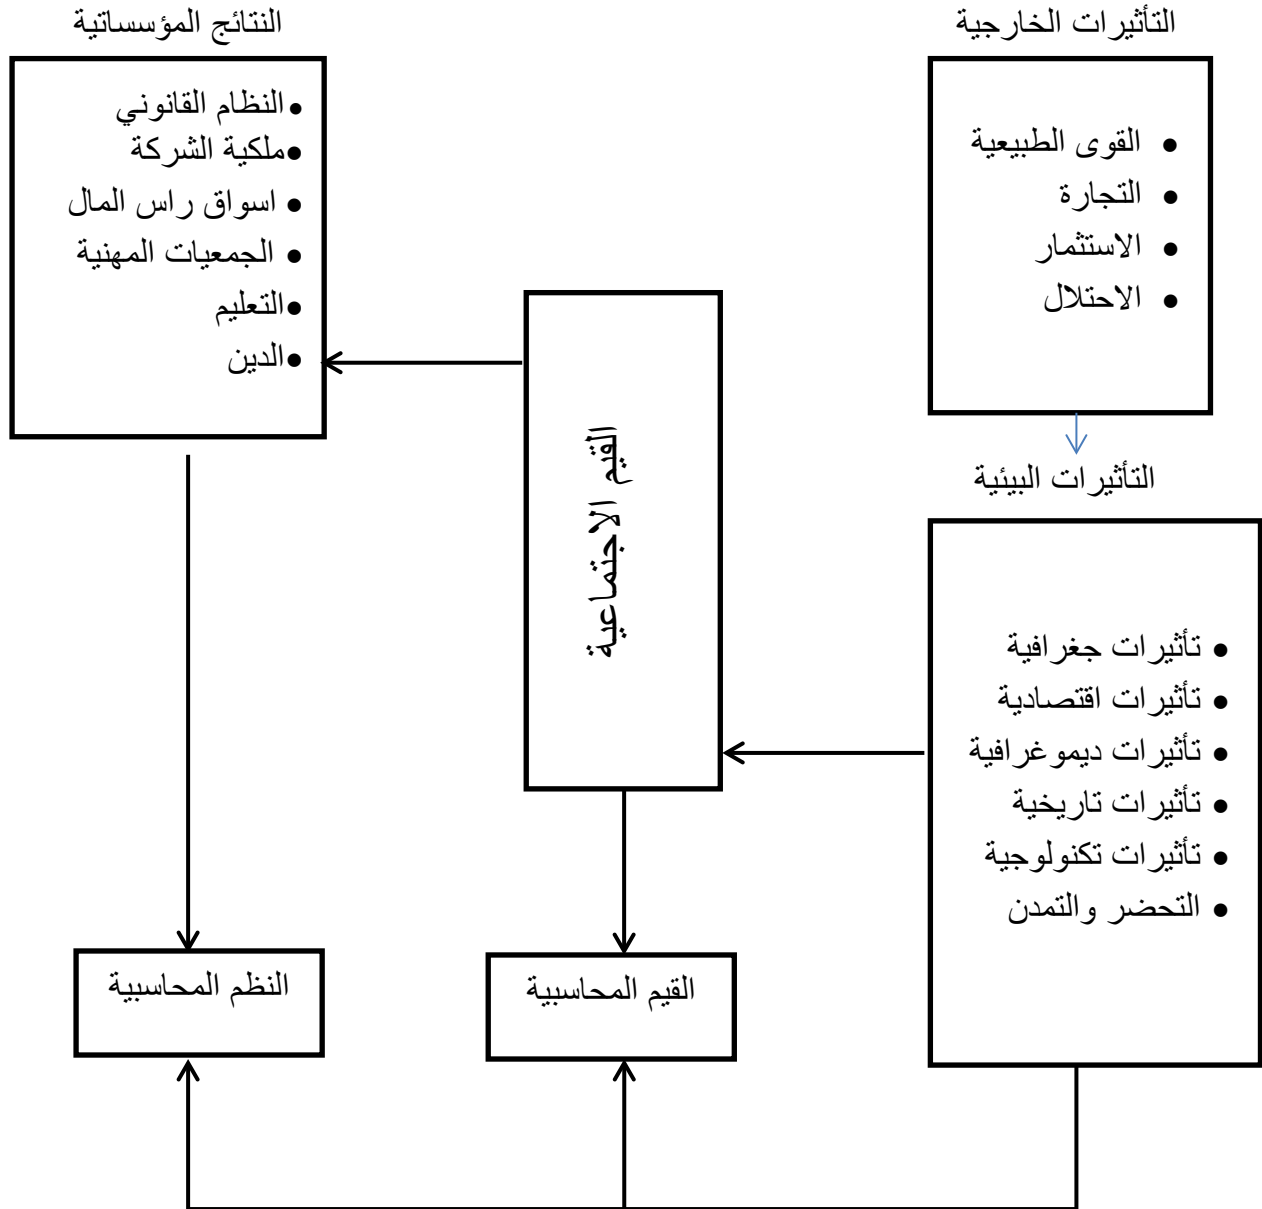 التأثيرات الخارجية
● القوى الطبيعية
● التجارة
● الاستثمار
● الاحتلال
التأثيرات البيئية
● تأثيرات جغرافية
● تأثيرات اقتصادية
● تأثيرات ديموغرافية
● تأثيرات تاريخية
● تأثيرات تكنولوجية
● التحضر والتمدن
القيم الاجتماعية
النتائج المؤسساتية
●النظام القانوني
●ملكية الشركة
● اسواق راس المال
● الجمعيات المهنية
●التعليم
●الدين
القيم المحاسبية
النظم المحاسبية